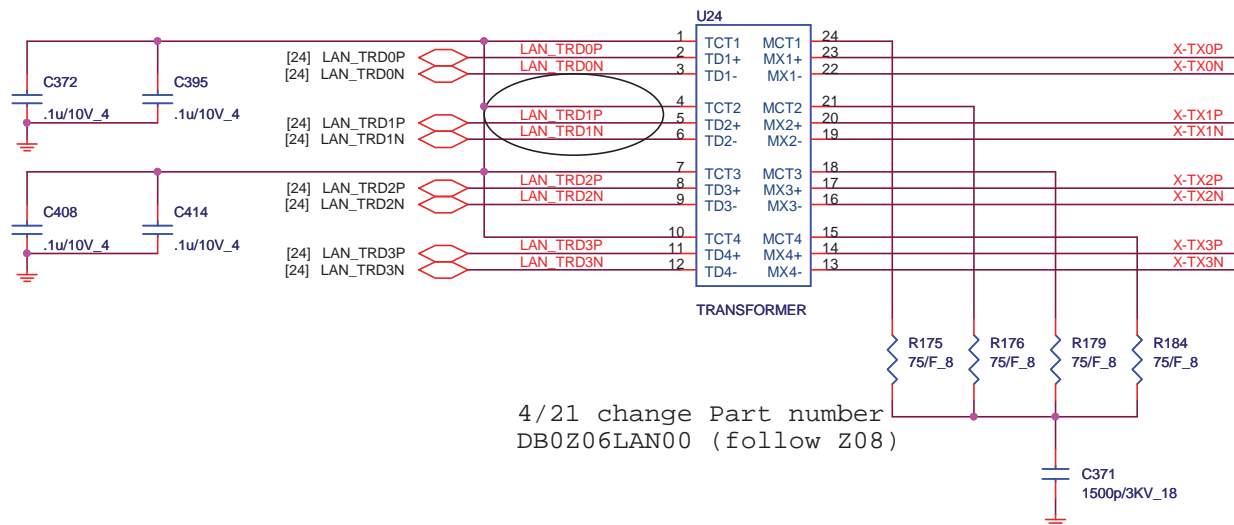 U24
1 TCT1 MCT1 24
[24] LAN_TRD0P LAN_TRD0P 2 TD1+ MX1+ 23 X-TX0P
[24] LAN_TRD0N LAN_TRD0N 3 TD1- MX1- 22 X-TX0N
C372 C395
.1u/10V_4 .1u/10V_4
4 TCT2 MCT2 21
[24] LAN_TRD1P LAN_TRD1P 5 TD2+ MX2+ 20 X-TX1P
[24] LAN_TRD1N LAN_TRD1N 6 TD2- MX2- 19 X-TX1N
7 TCT3 MCT3 18
[24] LAN_TRD2P LAN_TRD2P 8 TD3+ MX3+ 17 X-TX2P
[24] LAN_TRD2N LAN_TRD2N 9 TD3- MX3- 16 X-TX2N
C408 C414
.1u/10V_4 .1u/10V_4
10 TCT4 MCT4 15
[24] LAN_TRD3P LAN_TRD3P 11 TD4+ MX4+ 14 X-TX3P
[24] LAN_TRD3N LAN_TRD3N 12 TD4- MX4- 13 X-TX3N
TRANSFORMER
R175 R176 R179 R184
75/F_8 75/F_8 75/F_8 75/F_8
4/21 change Part number
DB0Z06LAN00 (follow Z08)
C371
1500p/3KV_18